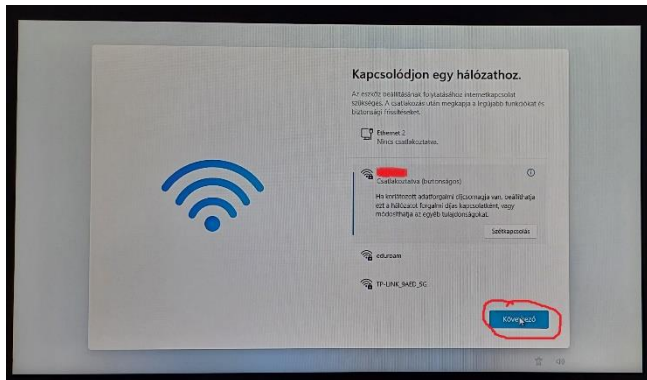 Kapcsolódjon egy hálózathoz.
Az eszköz beállításának folytatásához internetkapcsolat
szükséges. A csatlakozás után megkapja a legújabb funkciókat és
biztonsági frissítéseket.
Ethernet 2
Nincs csatlakoztatva.
Csatlakoztatva (biztonságos)
Ha korlátozott adatforgalmi díjcsomagja van, beállíthatja
ezt a hálózatot forgalmi díjas kapcsolatként, vagy
módosíthatja az egyéb tulajdonságokat.
Szétkapcsolás
eduroam
TP-LINK_9AED_5G
Következő